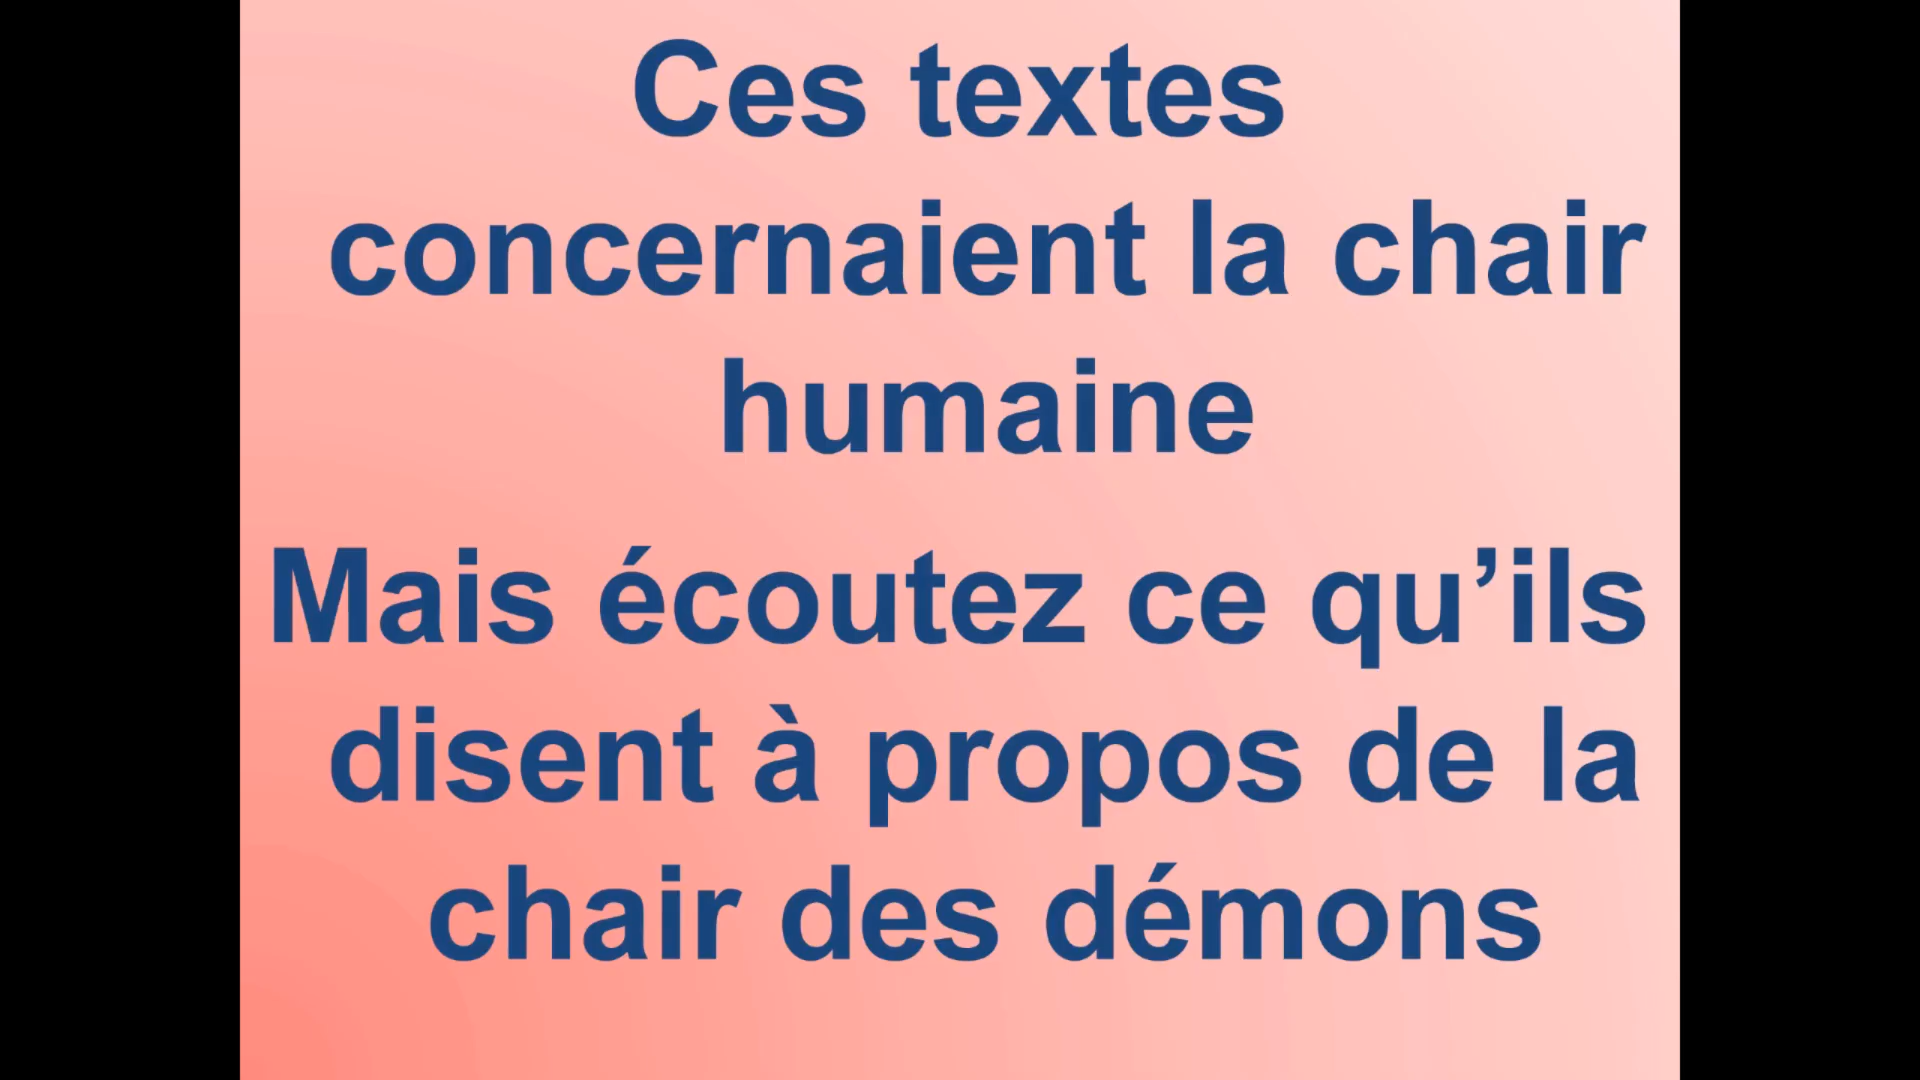 Ces textes
concernaient la chair
humaine
Mais écoutez ce qu’ils
disent à propos de la
chair des démons